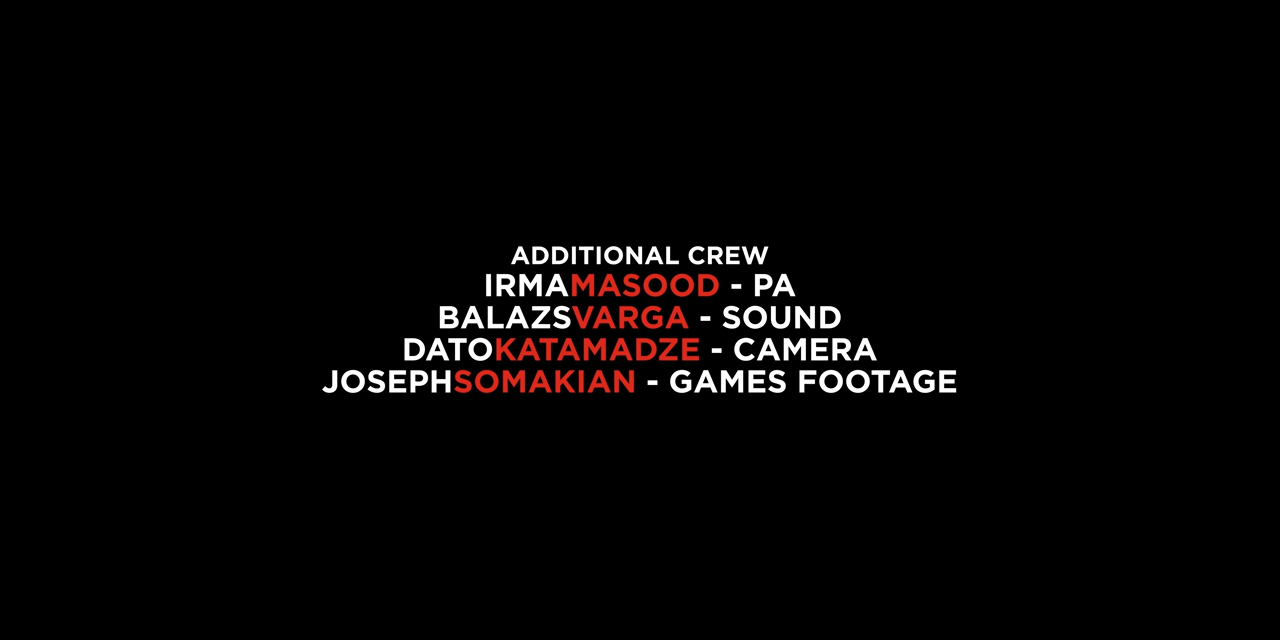 ADDITIONAL CREW
IRMAMASOOD - PA
BALAZSVARGA - SOUND
DATOKATAMADZE - CAMERA
JOSEPHSOMAKIAN - GAMES FOOTAGE